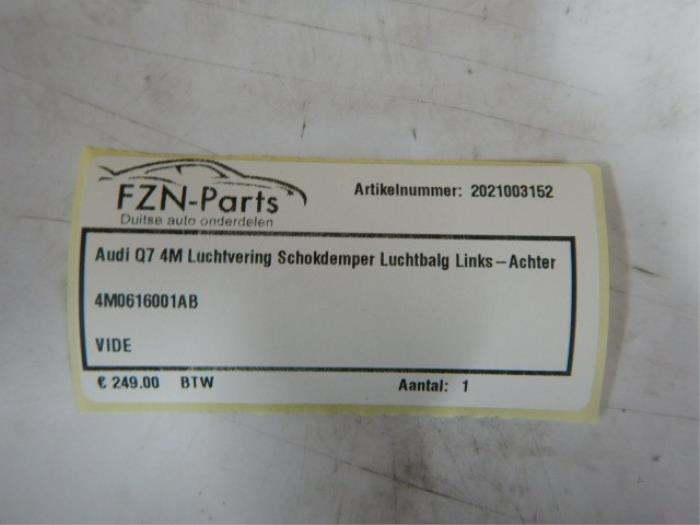 FZN-Parts
Duitse auto onderdelen
Artikelnummer: 2021003152
Audi Q7 4M Luchtvering Schokdemper Luchtbalg Links-Achter
4M0616001AB
VIDE
€ 249.00 BTW Aantal: 1